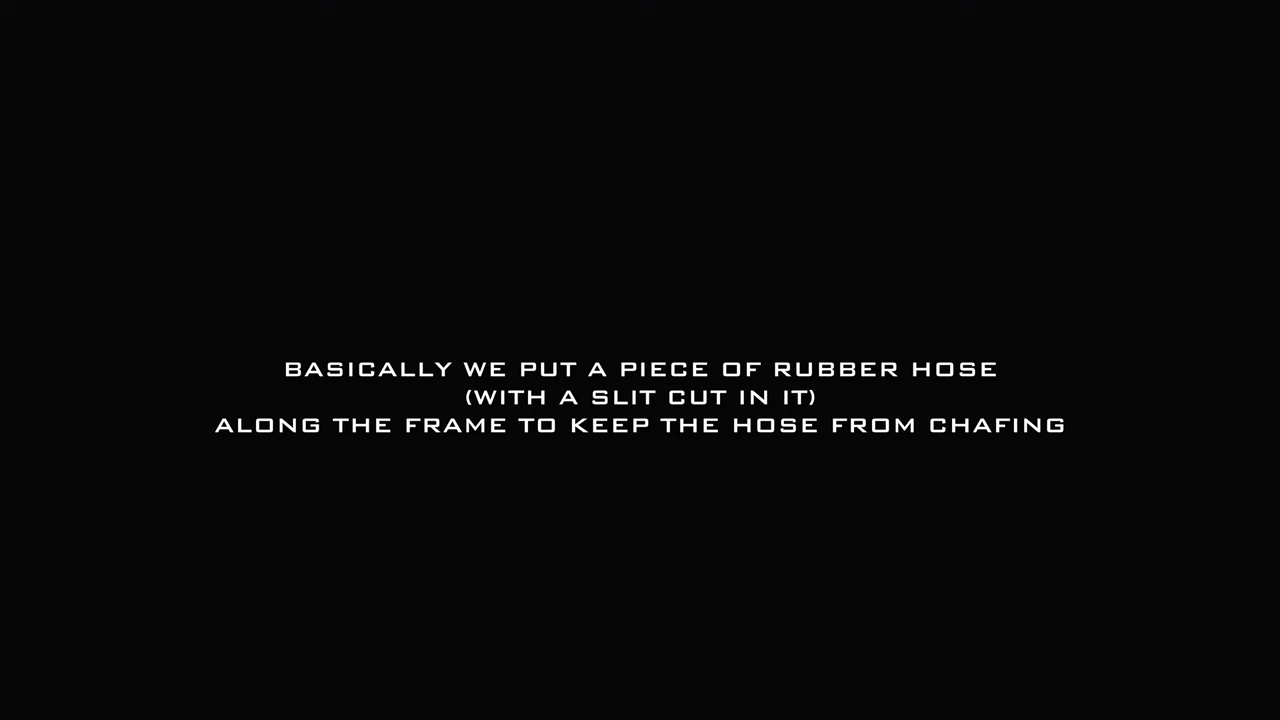 BASICALLY WE PUT A PIECE OF RUBBER HOSE
(WITH A SLIT CUT IN IT)
ALONG THE FRAME TO KEEP THE HOSE FROM CHAFING